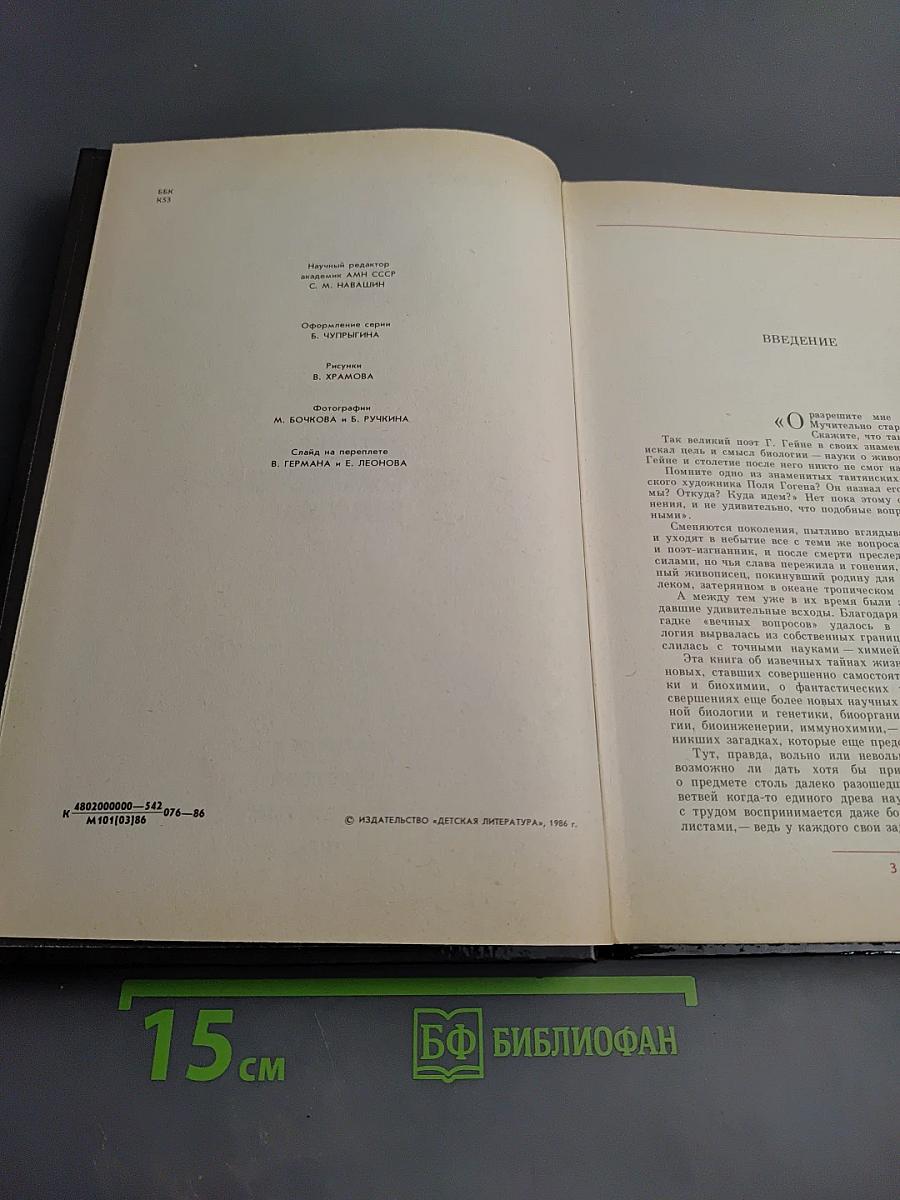 ББК
К53
Научный редактор
академик АМН СССР
С. М. НАВАШИН
Оформление серии
Б. ЧУПРЫГИНА
Рисунки
В. ХРАМОВА
Фотографии
М. БОЧКОВА и Б. РУЧКИНА
Слайд на переплете
В. ГЕРМАНА и Е. ЛЕОНОВА
К 4802000000—542 076—86
М101(03)86
© ИЗДАТЕЛЬСТВО «ДЕТСКАЯ ЛИТЕРАТУРА», 1986 г.
ВВЕДЕНИЕ
«О разрешите мне
Мучительно стар
Скажите, что та
Так великий поэт Г. Гейне в своих знамен
искал цель и смысл биологии — науки о живо
Гейне и столетие после него никто не смог на
Помните одно из знаменитых таитянских
ского художника Поля Гогена? Он назвал его
мы? Откуда? Куда идем?» Нет пока этому о
нения, и не удивительно, что подобные вопр
ными».
Сменяются поколения, пытливо вглядыва
и уходят в небытие все с теми же вопроса
и поэт-изгнанник, и после смерти преслед
силами, но чья слава пережила и гонения,
ный живописец, покинувший родину для
леком, затерянном в океане тропическом
А между тем уже в их время были з
давшие удивительные всходы. Благодаря
гадке «вечных вопросов» удалось в
логия вырвалась из собственных границ
слилась с точными науками — химией
Эта книга об извечных тайнах жизн
новых, ставших совершенно самостоят
ки и биохимии, о фантастических
свершениях еще более новых научных
ной биологии и генетики, биооргани
гии, биоинженерии, иммунохимии,—
никших загадках, которые еще предс
Тут, правда, вольно или неволь
возможно ли дать хотя бы при
о предмете столь далеко разошедш
ветвей когда-то единого древа нау
с трудом воспринимается даже бо
листами,— ведь у каждого свои за
3
15 см
БФ БИБЛИОФАН